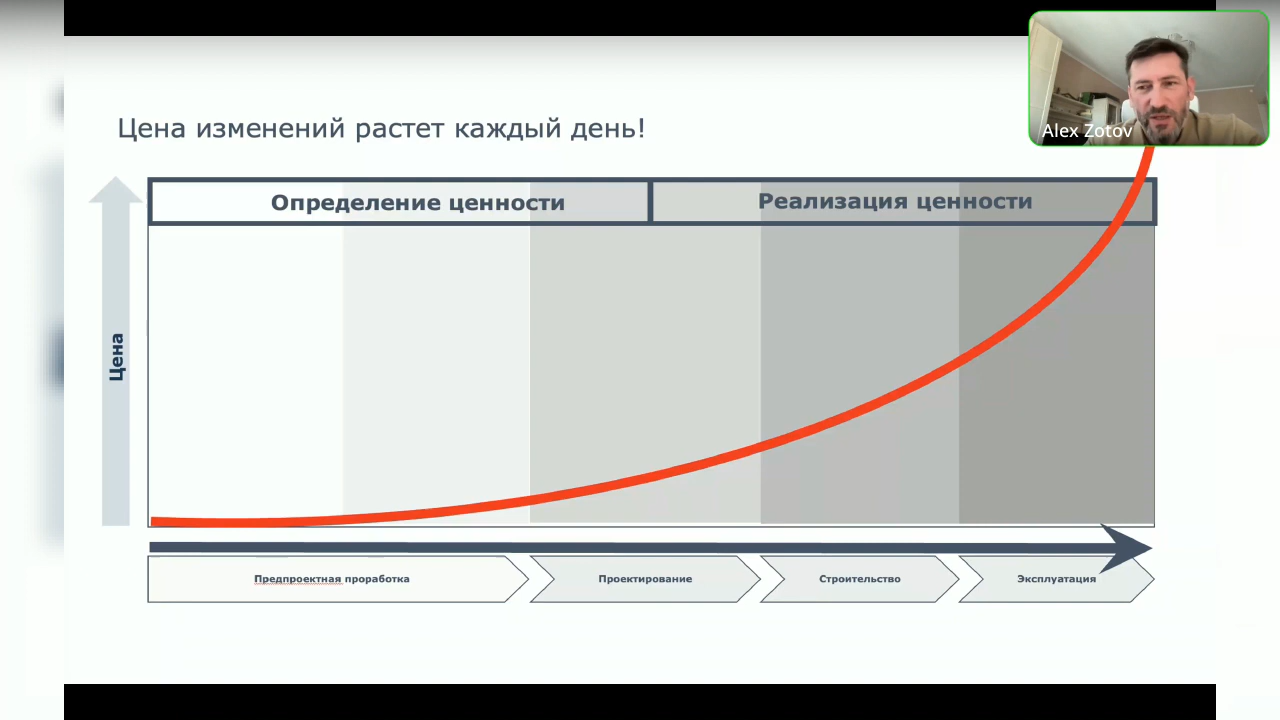 Alex Zotov
Цена изменений растет каждый день!
Определение ценности
Реализация ценности
Цена
Предпроектная проработка
Проектирование
Строительство
Эксплуатация